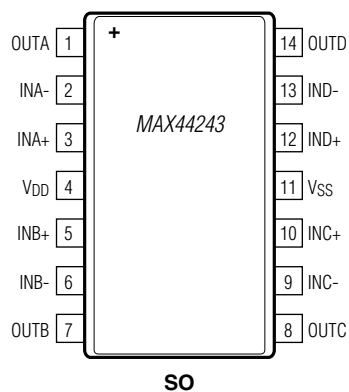 +
MAX44243
OUTA 1
INA- 2
INA+ 3
VDD 4
INB+ 5
INB- 6
OUTB 7
14 OUTD
13 IND-
12 IND+
11 VSS
10 INC+
9 INC-
8 OUTC
SO